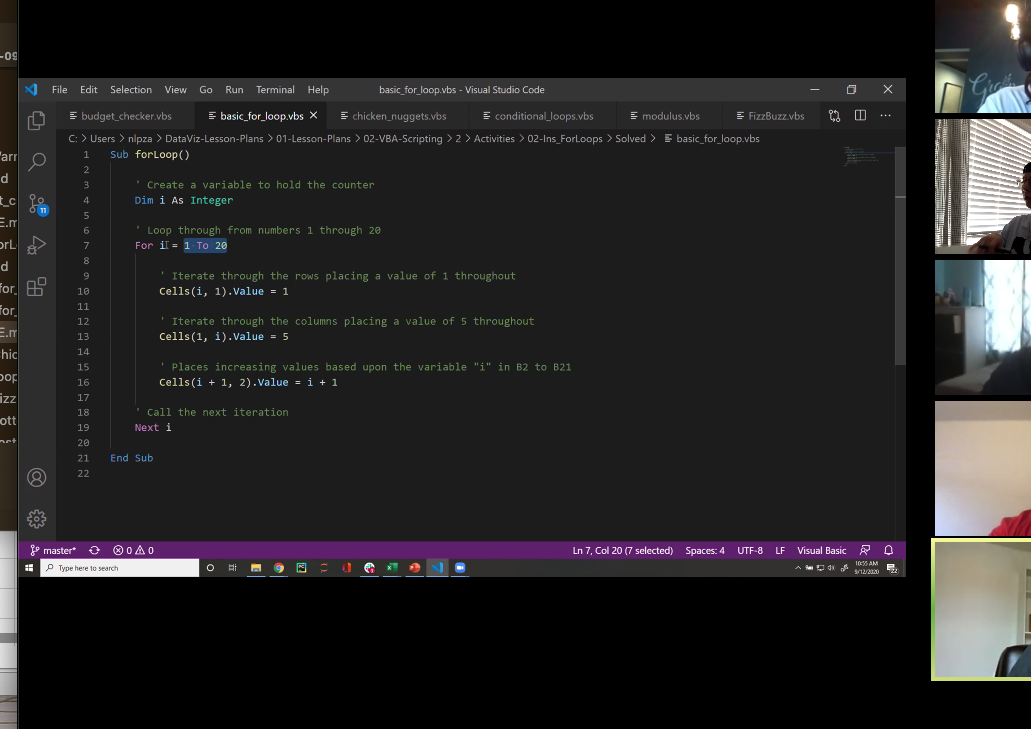 -09
File Edit Selection View Go Run Terminal Help basic_for_loop.vbs - Visual Studio Code
budget_checker.vbs basic_for_loop.vbs chicken_nuggets.vbs conditional_loops.vbs modulus.vbs FizzBuzz.vbs
C: > Users > nlpza > DataViz-Lesson-Plans > 01-Lesson-Plans > 02-VBA-Scripting > 2 > Activities > 02-Ins_ForLoops > Solved > basic_for_loop.vbs
1 Sub forLoop()
2
3 ' Create a variable to hold the counter
4 Dim i As Integer
5
6 ' Loop through from numbers 1 through 20
7 For i = 1 To 20
8
9 ' Iterate through the rows placing a value of 1 throughout
10 Cells(i, 1).Value = 1
11
12 ' Iterate through the columns placing a value of 5 throughout
13 Cells(1, i).Value = 5
14
15 ' Places increasing values based upon the variable "i" in B2 to B21
16 Cells(i + 1, 2).Value = i + 1
17
18 ' Call the next iteration
19 Next i
20
21 End Sub
22
11
master* 0 0 Ln 7, Col 20 (7 selected) Spaces: 4 UTF-8 LF Visual Basic
Type here to search 10:55 AM
9/12/2020 22